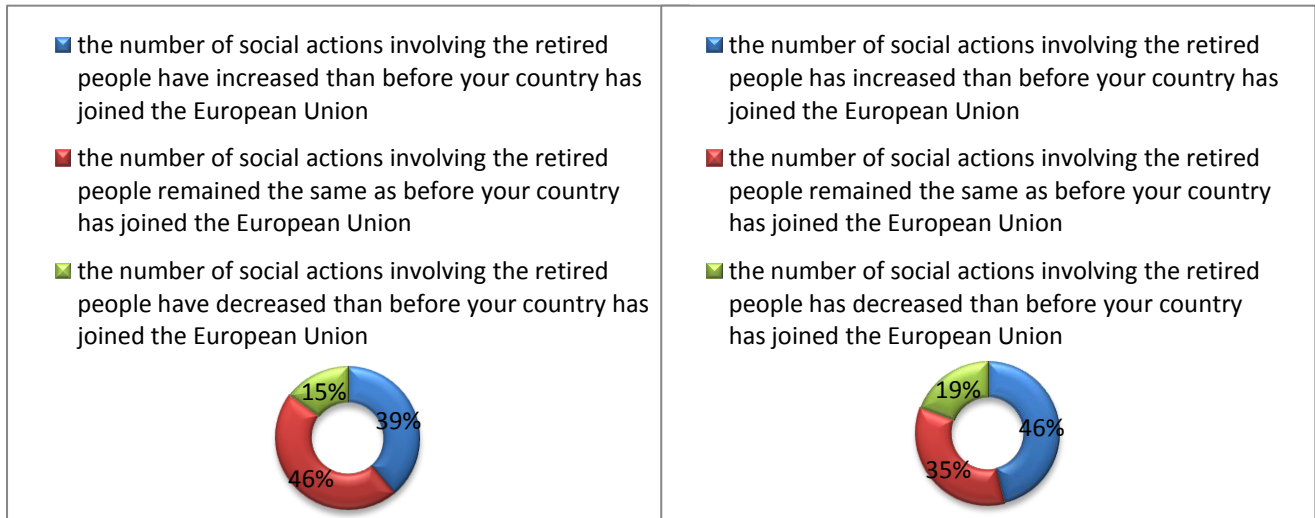 the number of social actions involving the retired
people have increased than before your country has
joined the European Union
the number of social actions involving the retired
people remained the same as before your country
has joined the European Union
the number of social actions involving the retired
people have decreased than before your country has
joined the European Union
15%
39%
46%
the number of social actions involving the retired
people has increased than before your country has
joined the European Union
the number of social actions involving the retired
people remained the same as before your country
has joined the European Union
the number of social actions involving the retired
people has decreased than before your country
has joined the European Union
19%
46%
35%